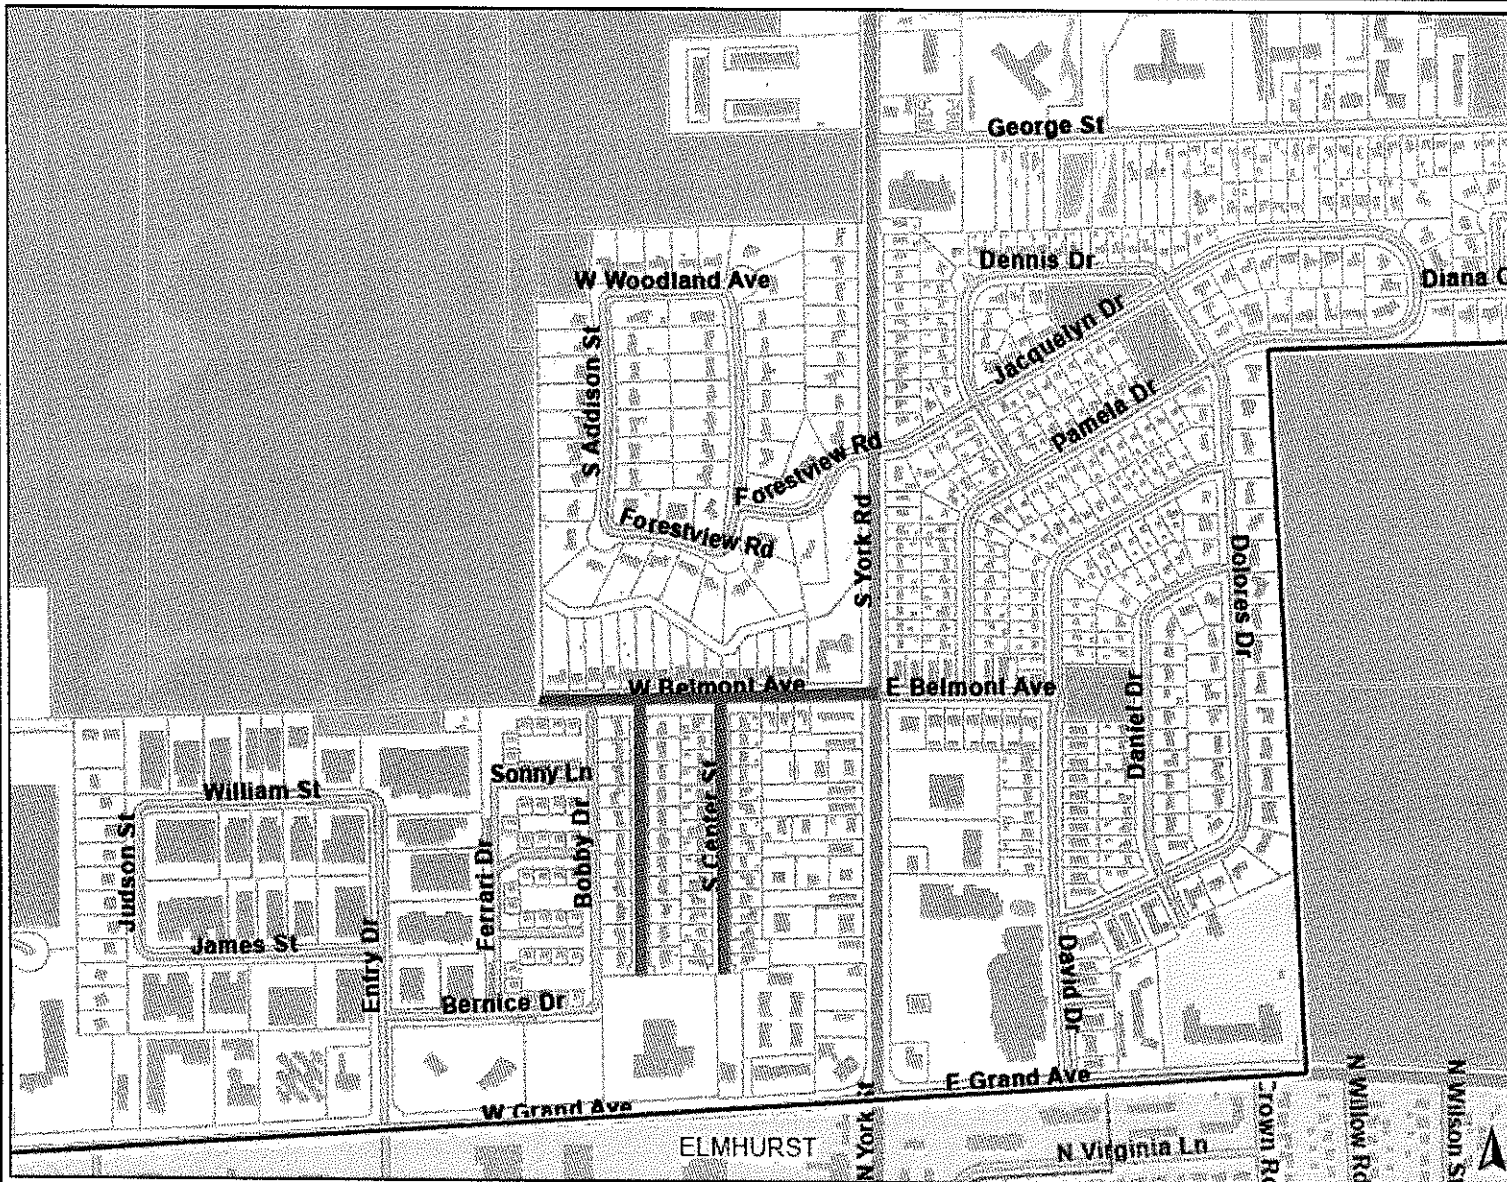 George St
Dennis Dr
W Woodland Ave
Diana C
Jacquelyn Dr
S Addison St
Pamela Dr
Forestview Rd
Forestview Rd
S York Rd
Dolores Dr
W Belmont Ave
E Belmont Ave
Daniel Dr
Sonny Ln
William St
S Center St
Bobby Dr
Judson St
Ferrari Dr
James St
Entry Dr
David Dr
Bernice Dr
E Grand Ave
W Grand Ave
N York St
ELMHURST
N Virginia Ln
Crown Rd
N Willow Rd
N Wilson St